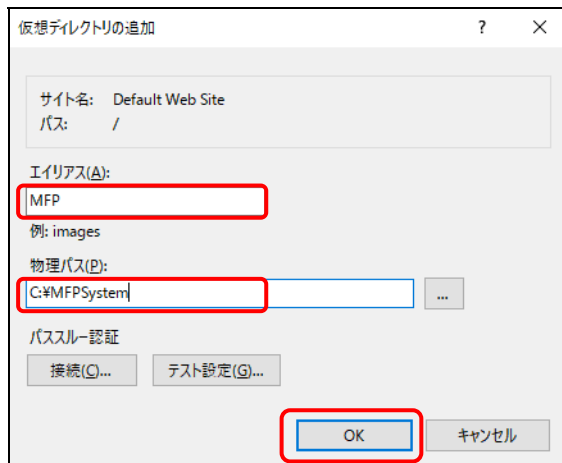 仮想ディレクトリの追加 ? ×
サイト名: Default Web Site
パス: /
エイリアス(A):
MFP
例: images
物理パス(P):
C:¥MFPSystem
...
パススルー認証
接続(C)... テスト設定(G)...
OK キャンセル